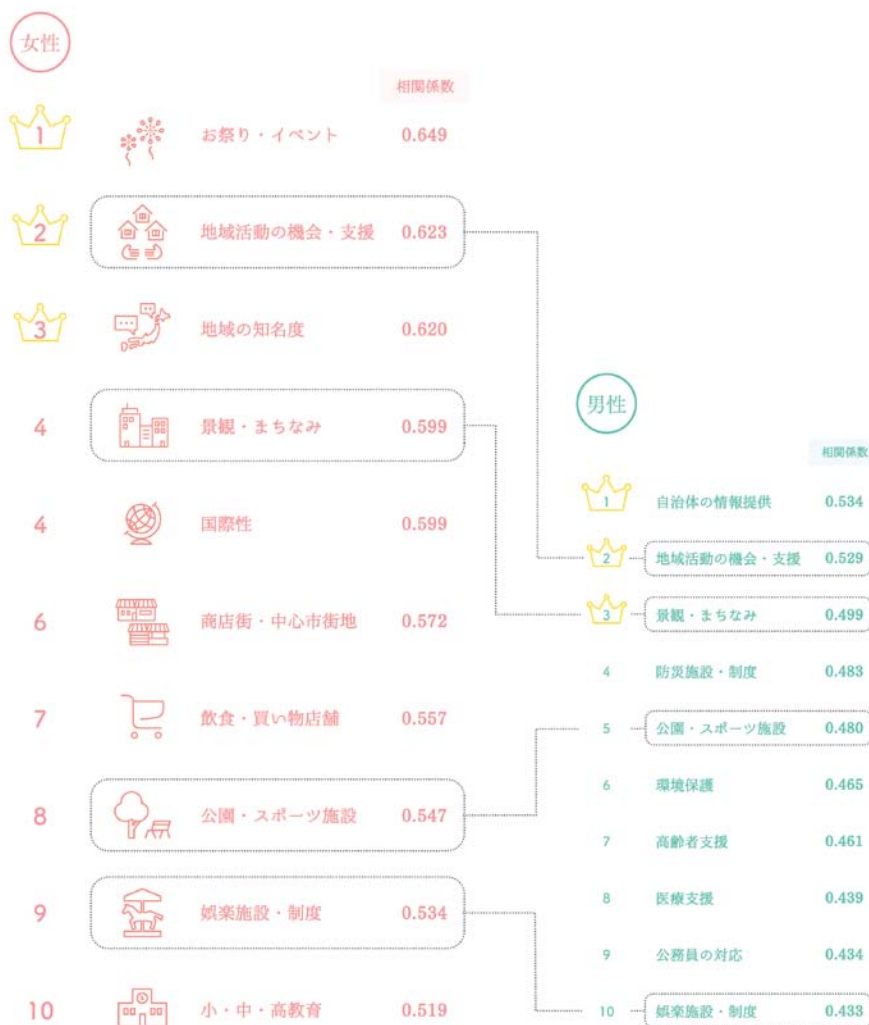 女性
相関係数
1 お祭り・イベント 0.649
2 地域活動の機会・支援 0.623
3 地域の知名度 0.620
4 景観・まちなみ 0.599
4 国際性 0.599
6 商店街・中心市街地 0.572
7 飲食・買い物店舗 0.557
8 公園・スポーツ施設 0.547
9 娯楽施設・制度 0.534
10 小・中・高教育 0.519
男性
相関係数
1 自治体の情報提供 0.534
2 地域活動の機会・支援 0.529
3 景観・まちなみ 0.499
4 防災施設・制度 0.483
5 公園・スポーツ施設 0.480
6 環境保護 0.465
7 高齢者支援 0.461
8 医療支援 0.439
9 公務員の対応 0.434
10 娯楽施設・制度 0.433